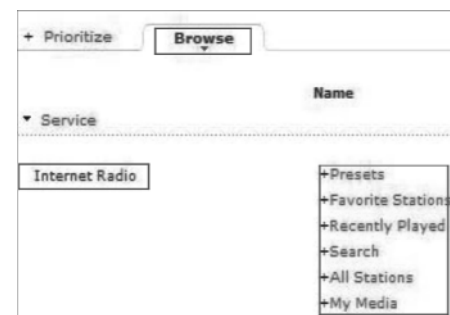 + Prioritize Browse
Name
▼ Service
Internet Radio +Presets
+Favorite Stations
+Recently Played
+Search
+All Stations
+My Media